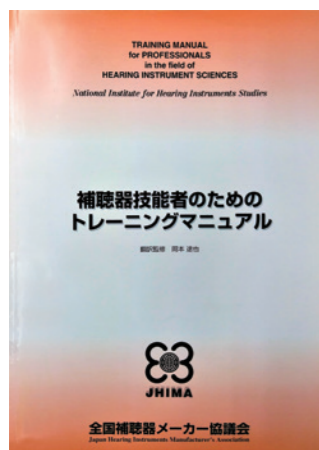 TRAINING MANUAL
for PROFESSIONALS
in the field of
HEARING INSTRUMENT SCIENCES
National Institute for Hearing Instruments Studies
補聴器技能者のための
トレーニングマニュアル
翻訳監修 岡本 途也
JHIMA
全国補聴器メーカー協議会
Japan Hearing Instruments Manufacturer's Association